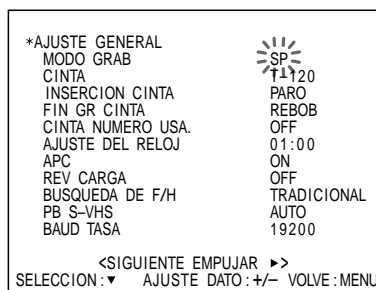 *AJUSTE GENERAL
MODO GRAB SP
CINTA T-120
INSERCION CINTA PARO
FIN GR CINTA REBOB
CINTA NUMERO USA. OFF
AJUSTE DEL RELOJ 01:00
APC ON
REV CARGA OFF
BUSQUEDA DE F/H TRADICIONAL
PB S–VHS AUTO
BAUD TASA 19200
<SIGUIENTE EMPUJAR ►>
SELECCION:▼ AJUSTE DATO:+/– VOLVE:MENU